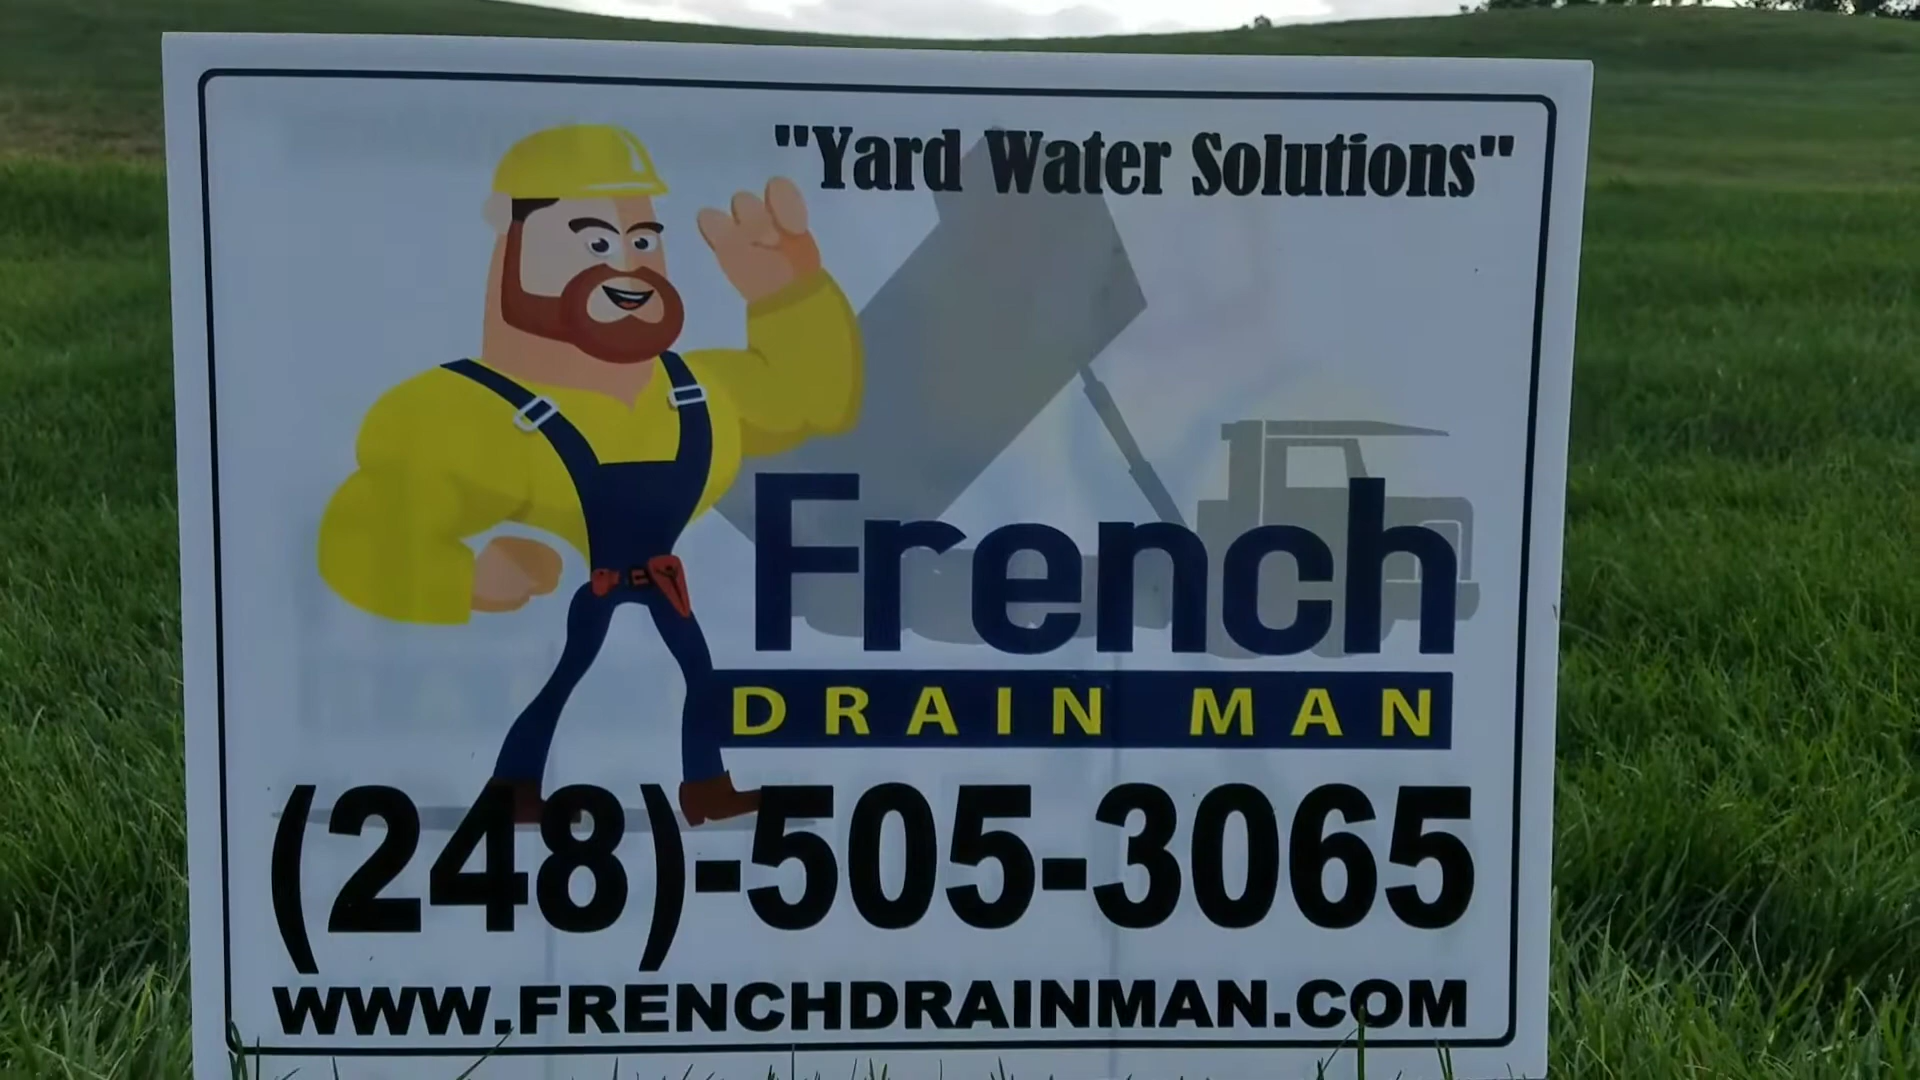 "Yard Water Solutions"
French
DRAIN MAN
(248)-505-3065
WWW.FRENCHDRAINMAN.COM